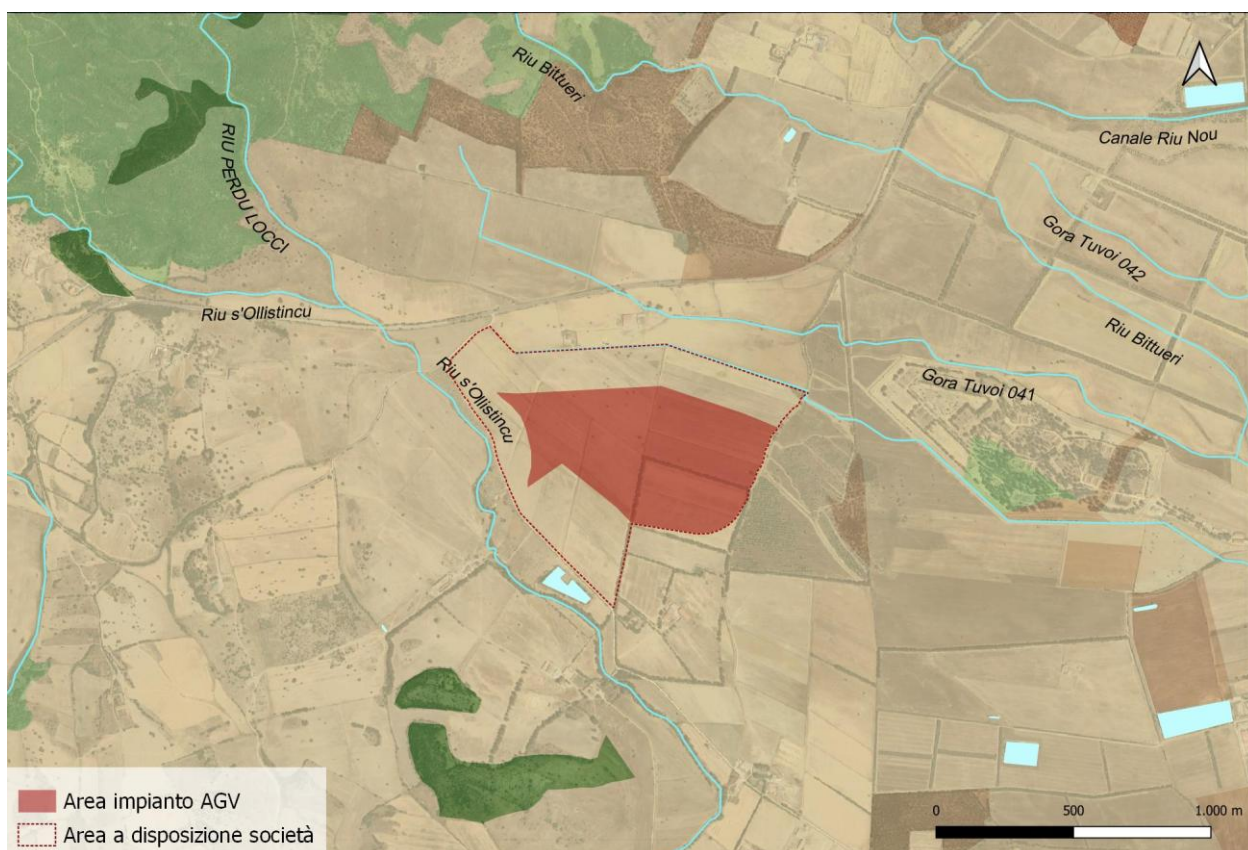 Riu Bittueri
RIU PERDU LOCCI
Canale Riu Nou
Gora Tuvoi 042
Riu s'Ollistincu
Riu Bittueri
Riu s'Ollistincu
Gora Tuvoi 041
Area impianto AGV
Area a disposizione società
0 500 1.000 m